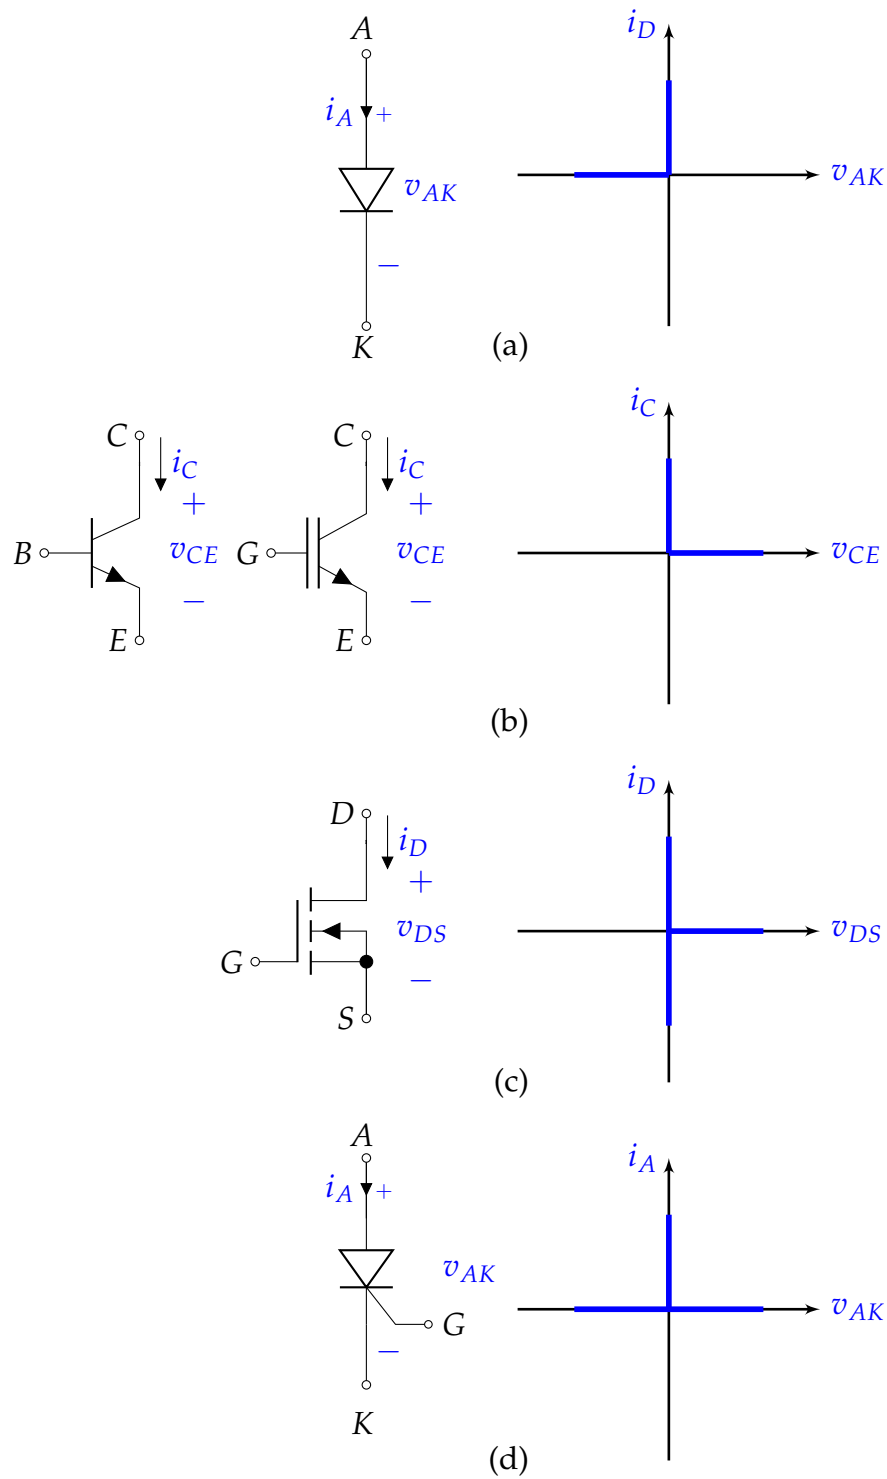 A
i_D
i_A
+
v_AK
v_AK
−
K
(a)
i_C
C
i_C
C
i_C
+
+
B
v_CE
G
v_CE
v_CE
−
−
E
E
(b)
i_D
D
i_D
+
v_DS
v_DS
G
−
S
(c)
A
i_A
i_A
+
v_AK
v_AK
G
−
K
(d)